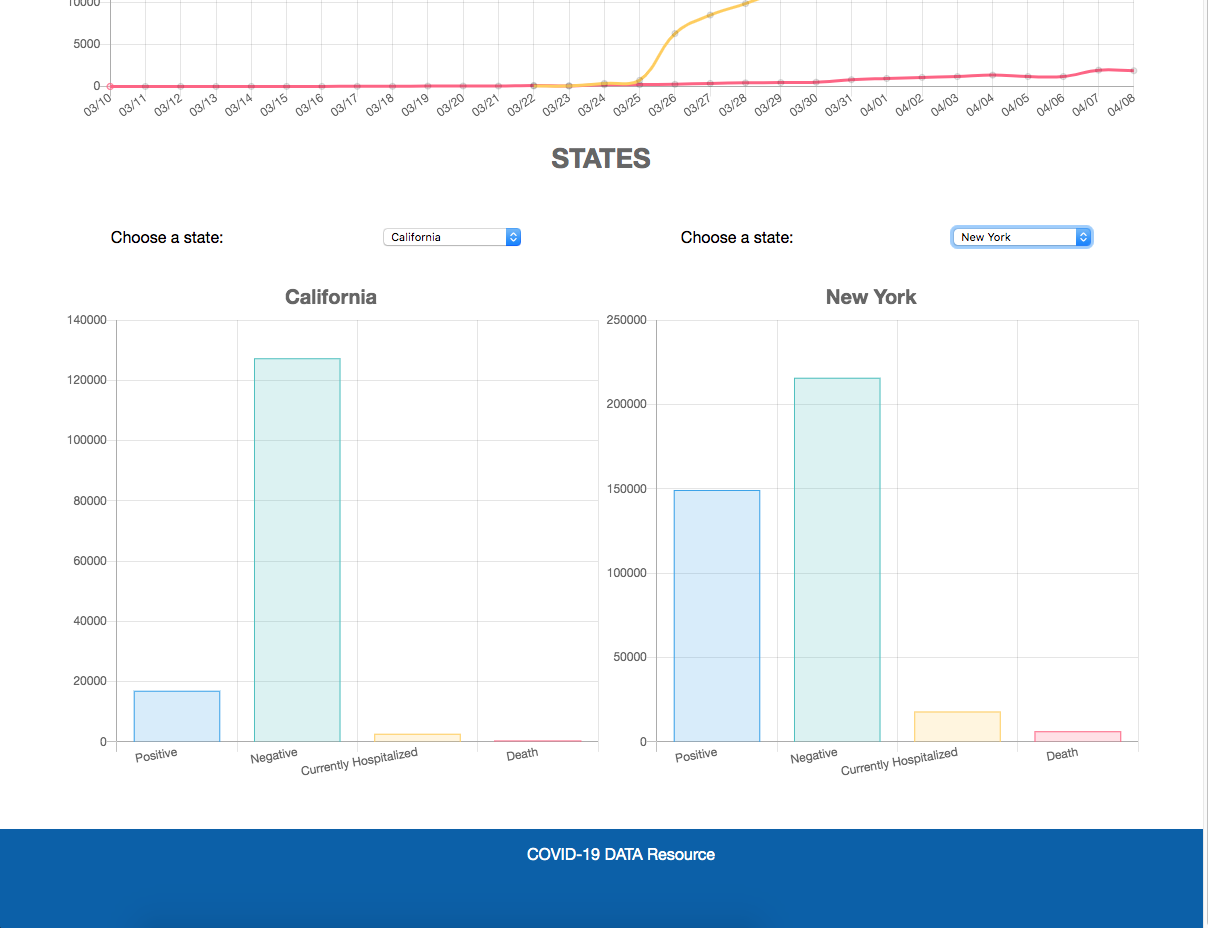 10000
5000
0
03/10 03/11 03/12 03/13 03/14 03/15 03/16 03/17 03/18 03/19 03/20 03/21 03/22 03/23 03/24 03/25 03/26 03/27 03/28 03/29 03/30 03/31 04/01 04/02 04/03 04/04 04/05 04/06 04/07 04/08
STATES
Choose a state: California Choose a state: New York
California
140000
120000
100000
80000
60000
40000
20000
0
Positive Negative Currently Hospitalized Death
New York
250000
200000
150000
100000
50000
0
Positive Negative Currently Hospitalized Death
COVID-19 DATA Resource